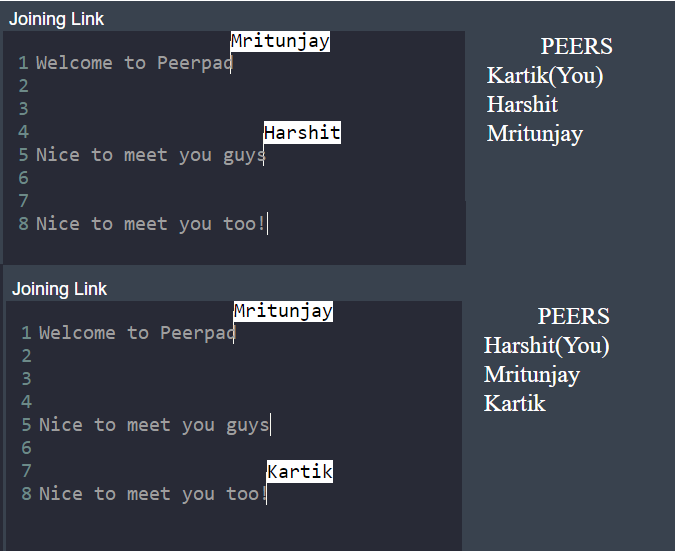 Joining Link
Mritunjay
1 Welcome to Peerpad
2
3
4
Harshit
5 Nice to meet you guys
6
7
8 Nice to meet you too!
PEERS
Kartik(You)
Harshit
Mritunjay
Joining Link
Mritunjay
1 Welcome to Peerpad
2
3
4
5 Nice to meet you guys
6
7
Kartik
8 Nice to meet you too!
PEERS
Harshit(You)
Mritunjay
Kartik